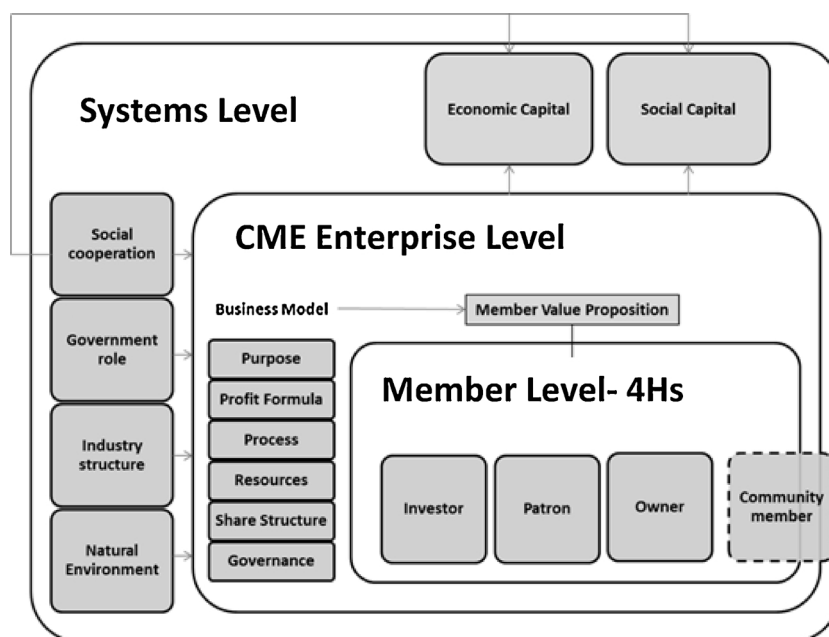 Systems Level
Economic Capital
Social Capital
Social
cooperation
Government
role
Industry
structure
Natural
Environment
CME Enterprise Level
Business Model
Member Value Proposition
Purpose
Profit Formula
Process
Resources
Share Structure
Governance
Member Level- 4Hs
Investor
Patron
Owner
Community
member